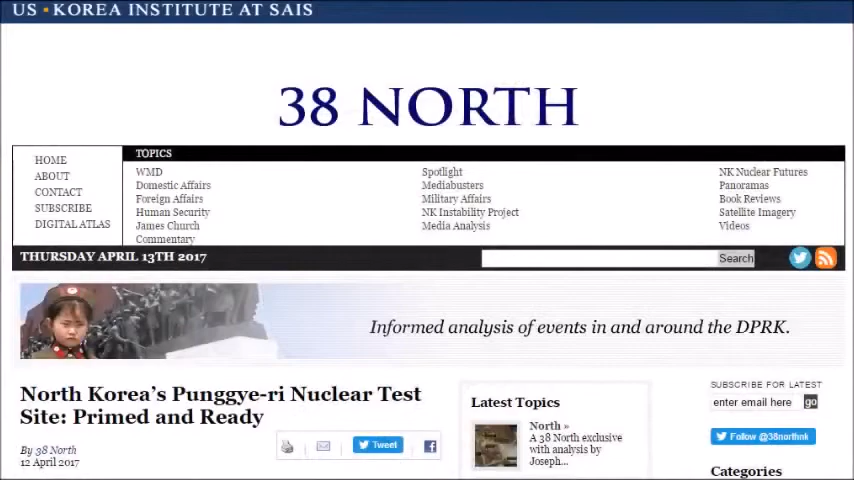 US • KOREA INSTITUTE AT SAIS
38 NORTH
HOME
ABOUT
CONTACT
SUBSCRIBE
DIGITAL ATLAS
TOPICS
WMD
Domestic Affairs
Foreign Affairs
Human Security
James Church
Commentary
Spotlight
Mediabusters
Military Affairs
NK Instability Project
Media Analysis
NK Nuclear Futures
Panoramas
Book Reviews
Satellite Imagery
Videos
THURSDAY APRIL 13TH 2017
Search
Informed analysis of events in and around the DPRK.
North Korea's Punggye-ri Nuclear Test
Site: Primed and Ready
By 38 North
12 April 2017
Tweet
Latest Topics
North »
A 38 North exclusive
with analysis by
Joseph...
SUBSCRIBE FOR LATEST
enter email here
go
Follow @38northnk
Categories